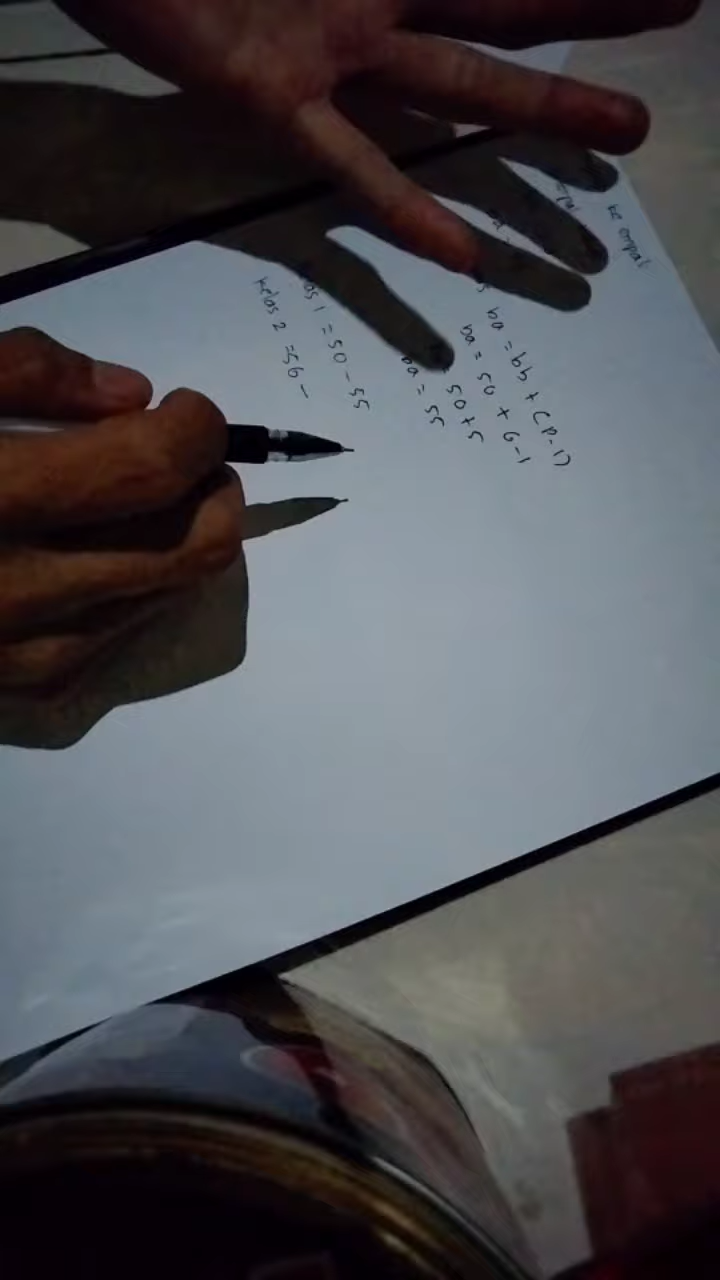 ke empat
ba = bb + (P-1)
ba = 50 + 6-1
50 + 5
ba = 55
1 = 50 - 55
kelas 2 = 56 -